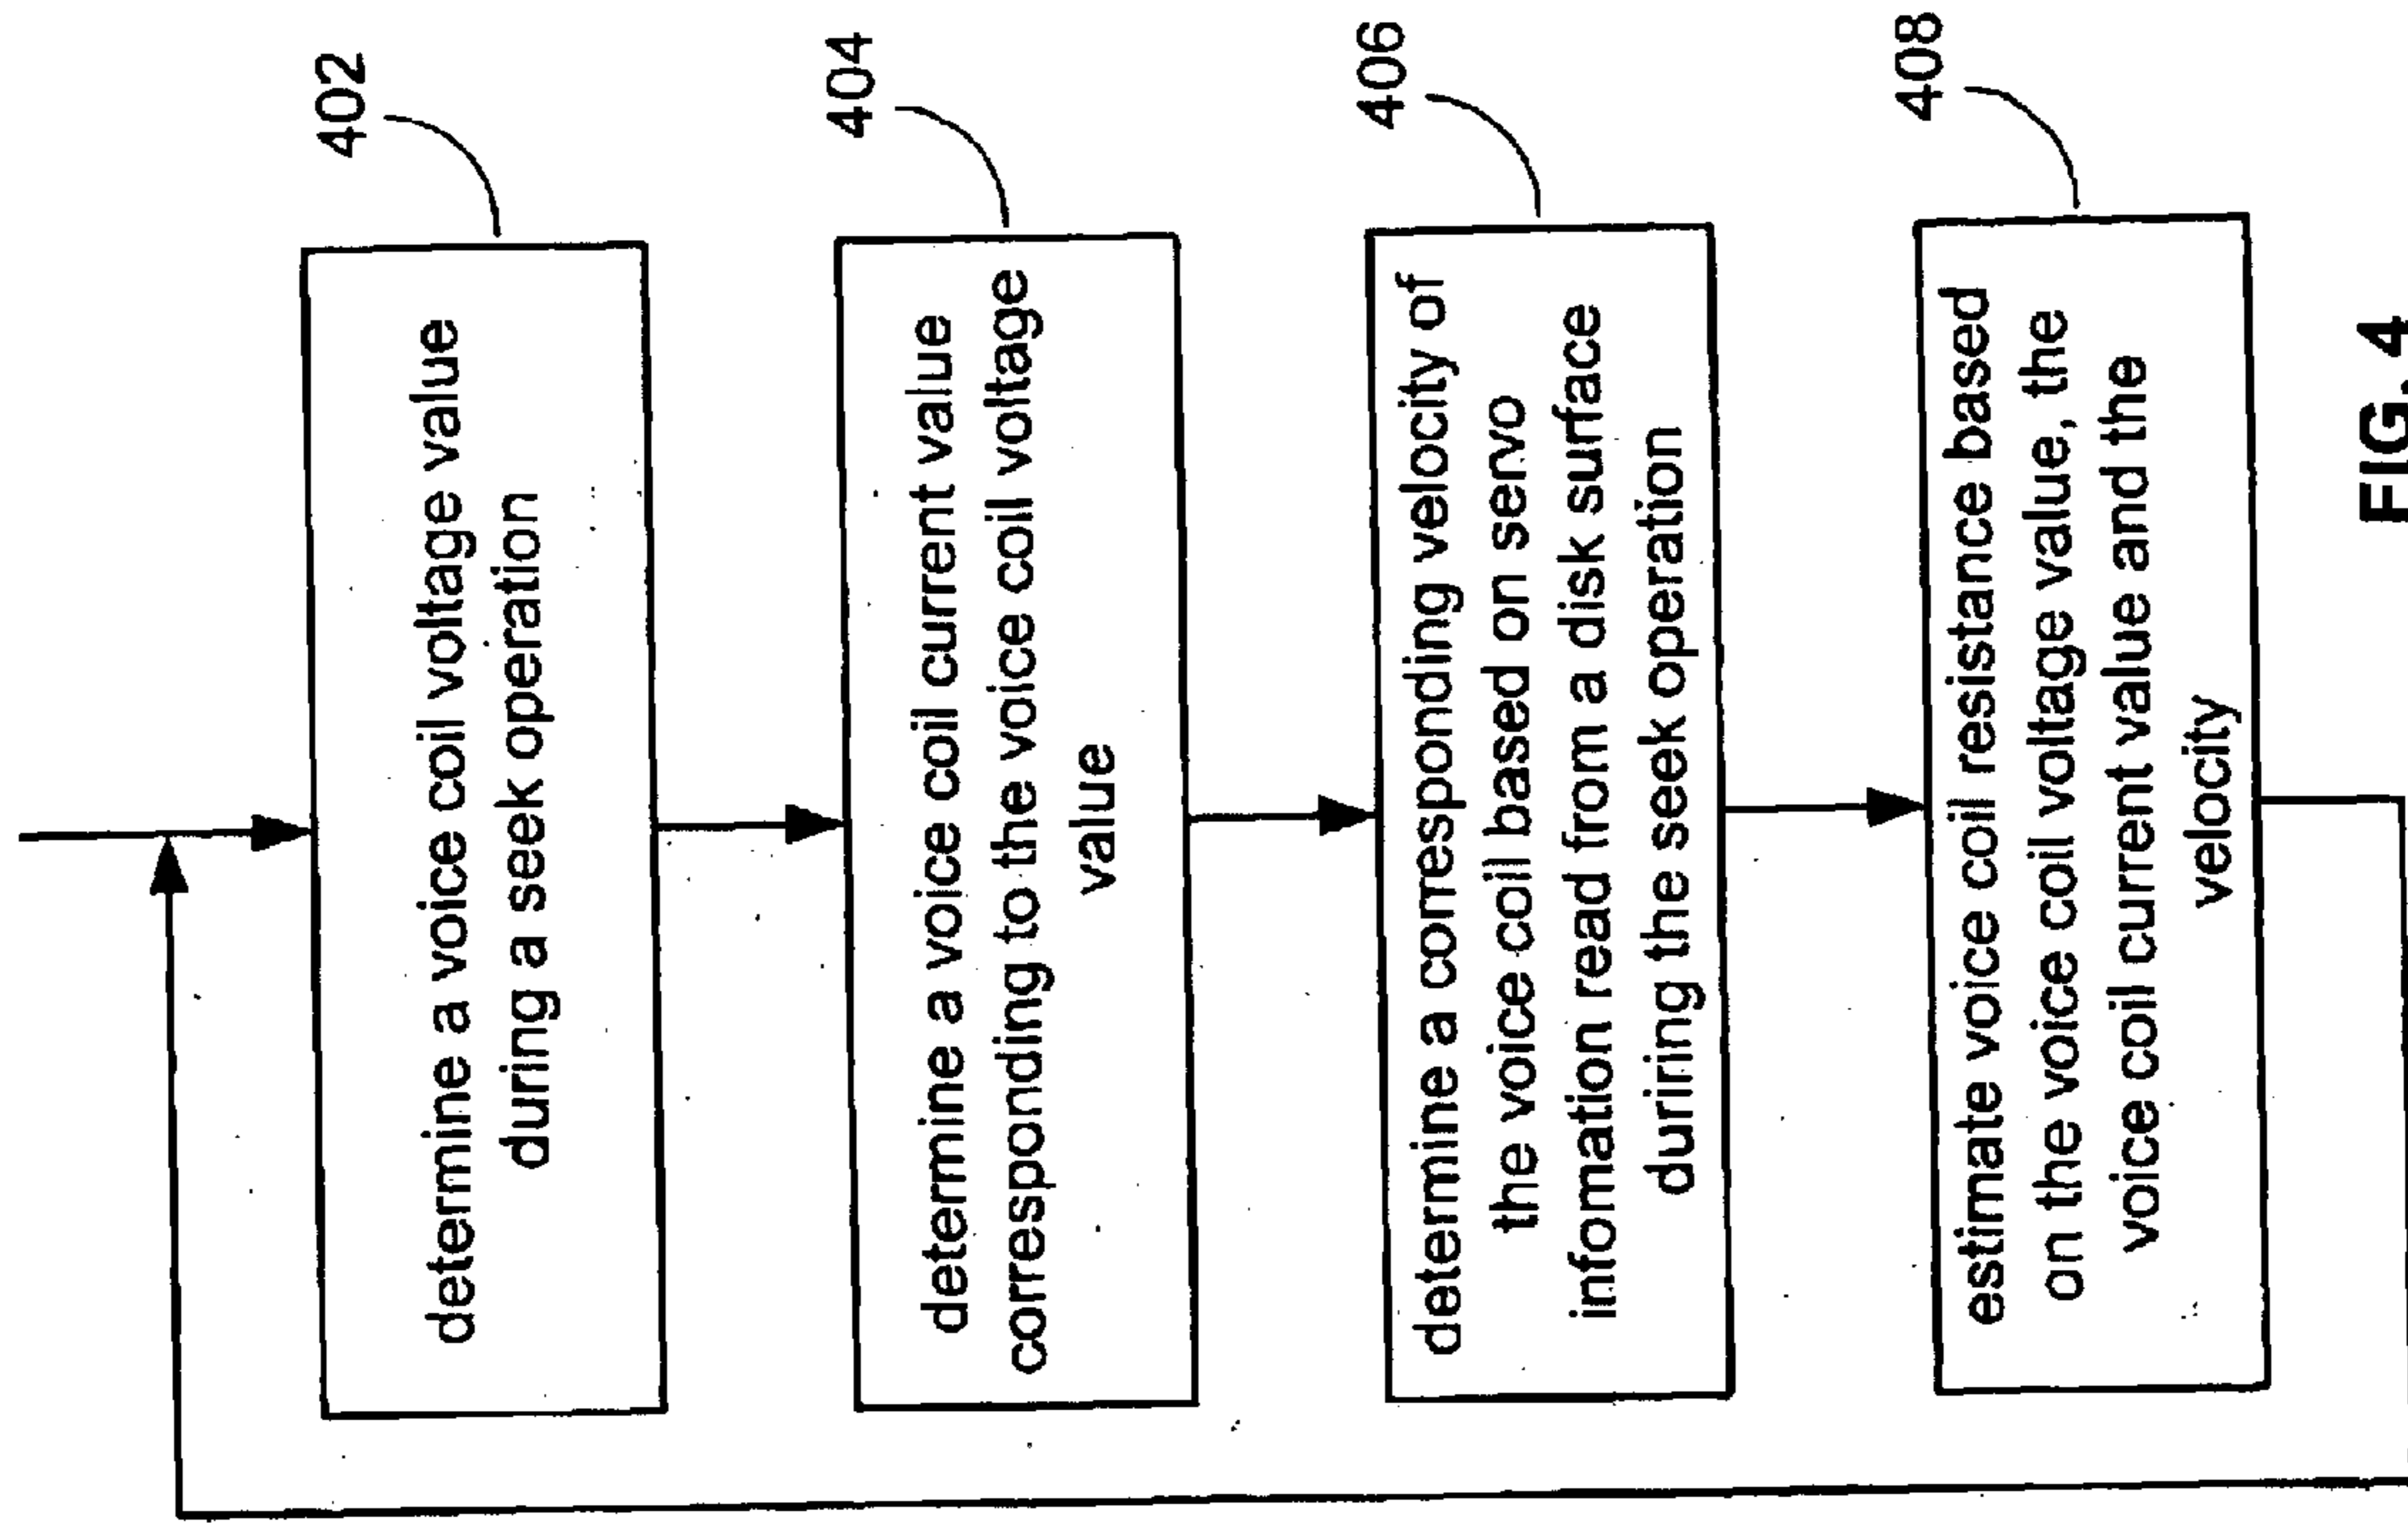 402
determine a voice coil voltage value
during a seek operation
404
determine a voice coil current value
corresponding to the voice coil voltage
value
406
determine a corresponding velocity of
the voice coil based on servo
infomation read from a disk surface
duriring the seek operation
408
estimate voice coil resistance based
on the voice coil voltage value, the
voice coil current value and the
velocity
FIG. 4